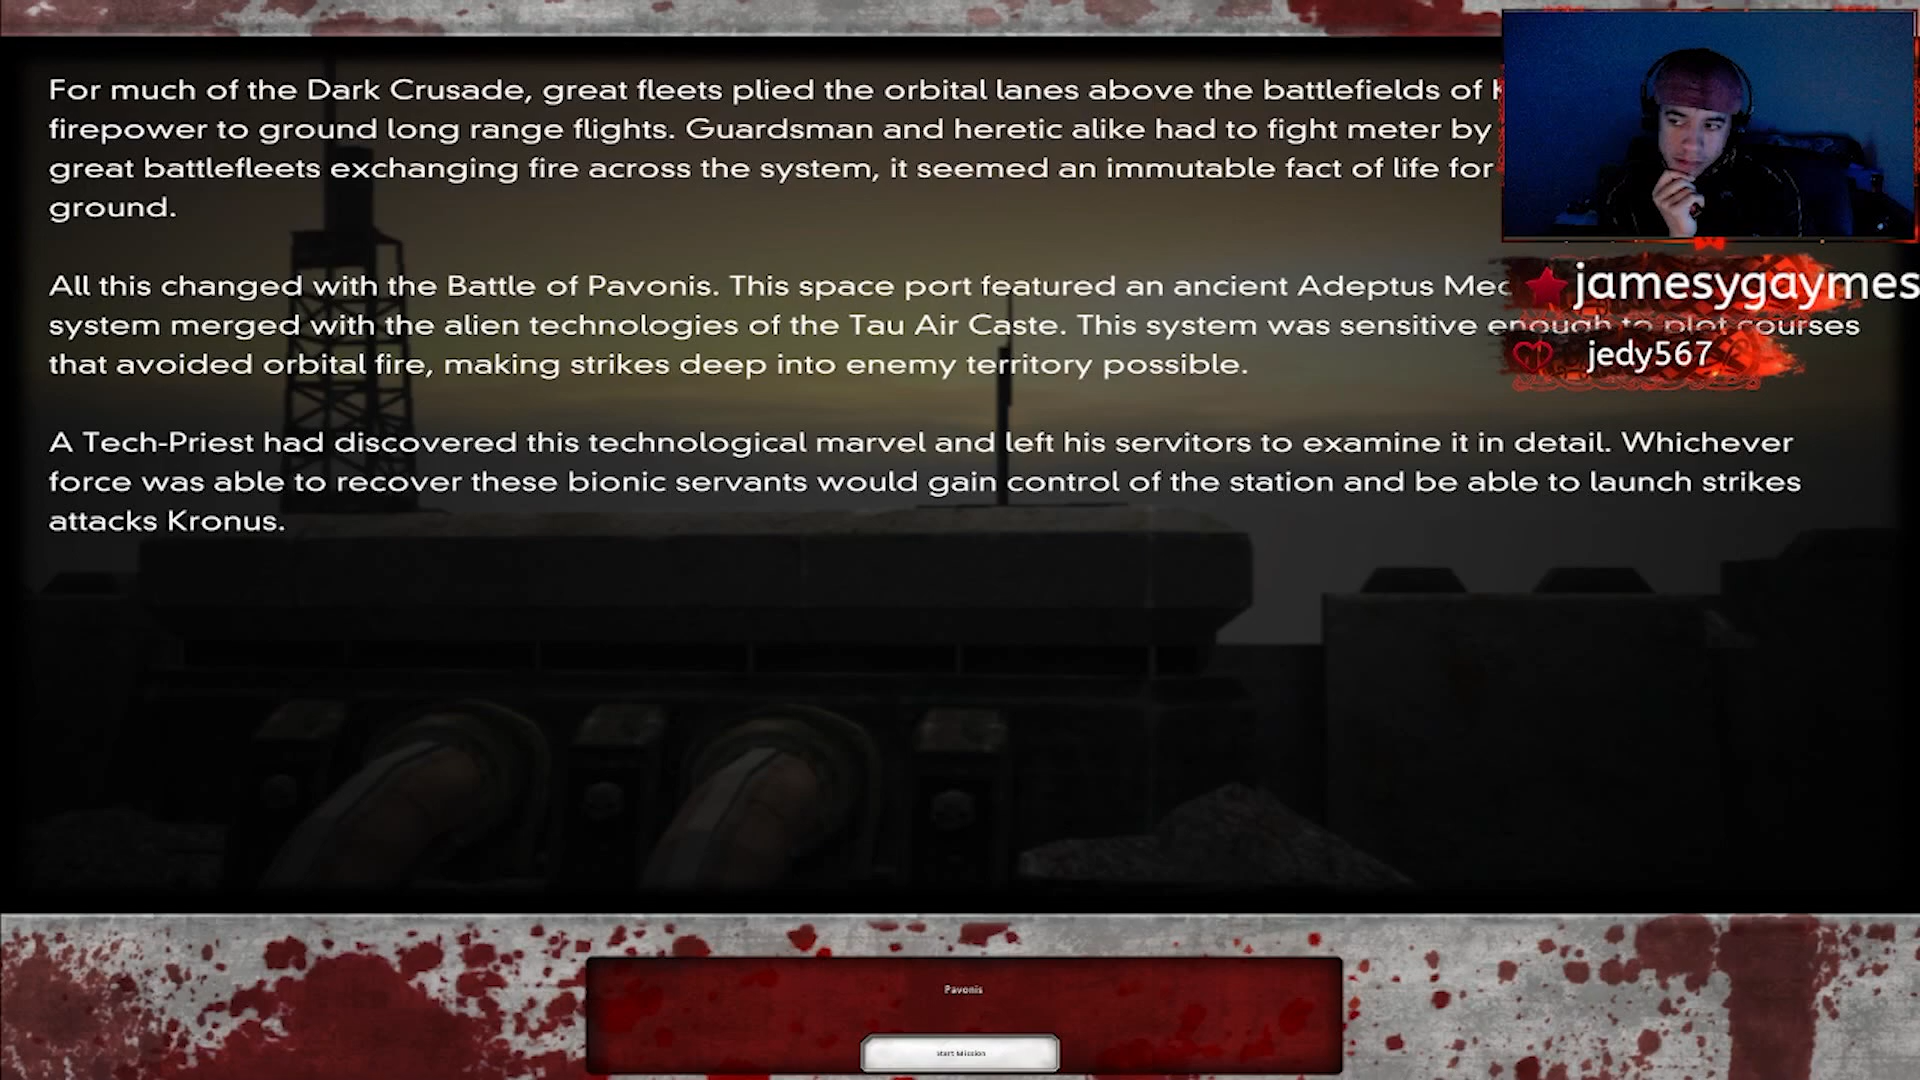 For much of the Dark Crusade, great fleets plied the orbital lanes above the battlefields of
firepower to ground long range flights. Guardsman and heretic alike had to fight meter by
great battlefleets exchanging fire across the system, it seemed an immutable fact of life for
ground.
All this changed with the Battle of Pavonis. This space port featured an ancient Adeptus
system merged with the alien technologies of the Tau Air Caste. This system was sensitive enough to plot courses
that avoided orbital fire, making strikes deep into enemy territory possible.
A Tech-Priest had discovered this technological marvel and left his servitors to examine it in detail. Whichever
force was able to recover these bionic servants would gain control of the station and be able to launch strikes
attacks Kronus.
jamesygaymes
jedy567
Pavonis
Start Mission